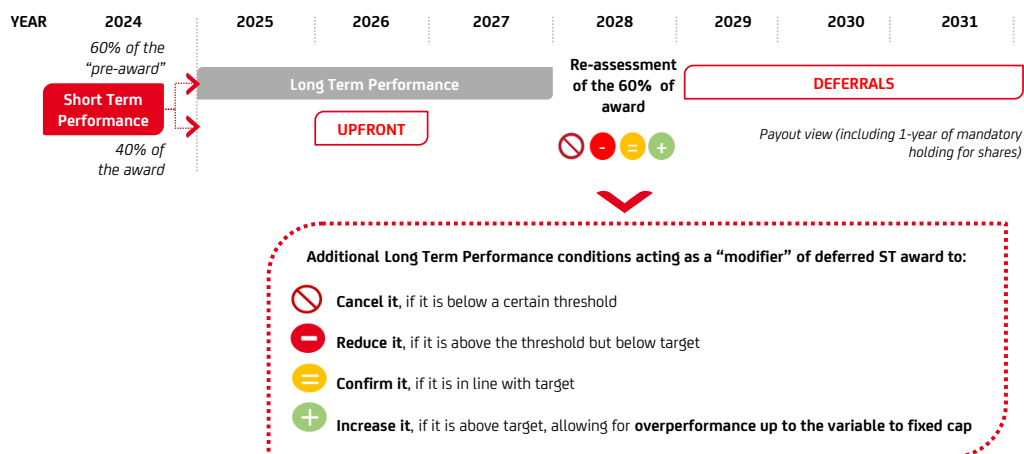 YEAR 2024 2025 2026 2027 2028 2029 2030 2031
60% of the
“pre-award”
Short Term
Performance
40% of
the award
Long Term Performance
UPFRONT
Re-assessment
of the 60% of
award
- = +
DEFERRALS
Payout view (including 1-year of mandatory
holding for shares)
Additional Long Term Performance conditions acting as a “modifier” of deferred ST award to:
Cancel it, if it is below a certain threshold
Reduce it, if it is above the threshold but below target
Confirm it, if it is in line with target
Increase it, if it is above target, allowing for overperformance up to the variable to fixed cap